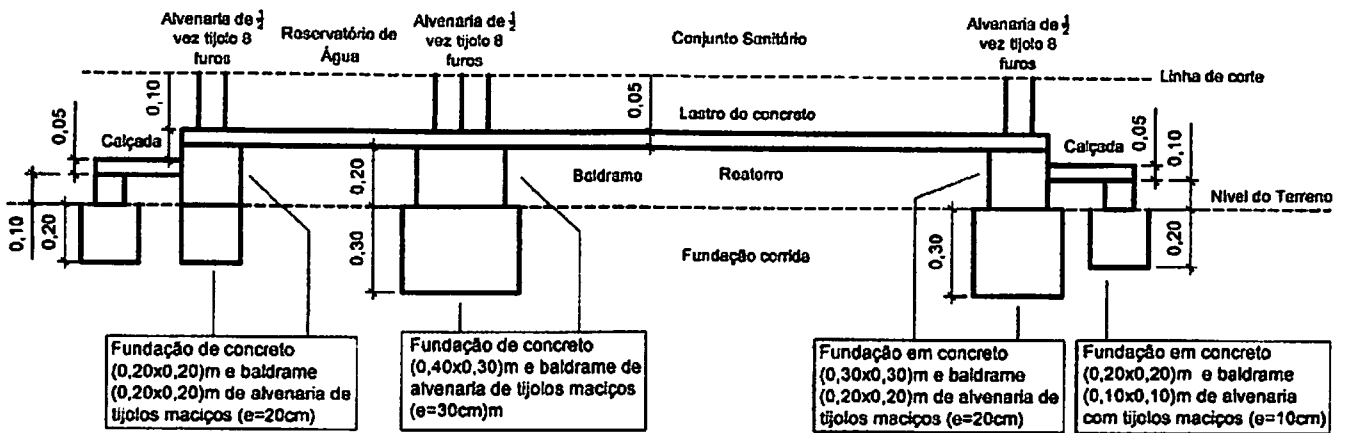 Alvenaria de ½
vez tijolo 8
furos
Reservatório de
Água
Alvenaria de ½
vez tijolo 8
furos
Conjunto Sanitário
Alvenaria de ½
vez tijolo 8
furos
Linha de corte
0,10
0,05
0,05
Calçada
Lastro do concreto
Calçada
0,05
0,10
0,20
Baldramo
Reatorro
Nível do Terreno
0,10
0,20
0,30
Fundação corrida
0,30
0,20
Fundação de concreto
(0,20x0,20)m e baldrame
(0,20x0,20)m de alvenaria de
tijolos maciços (e=20cm)
Fundação de concreto
(0,40x0,30)m e baldrame de
alvenaria de tijolos maciços
(e=30cm)m
Fundação em concreto
(0,30x0,30)m e baldrame
(0,20x0,20)m de alvenaria de
tijolos maciços (e=20cm)
Fundação em concreto
(0,20x0,20)m e baldrame
(0,10x0,10)m de alvenaria
com tijolos maciços (e=10cm)